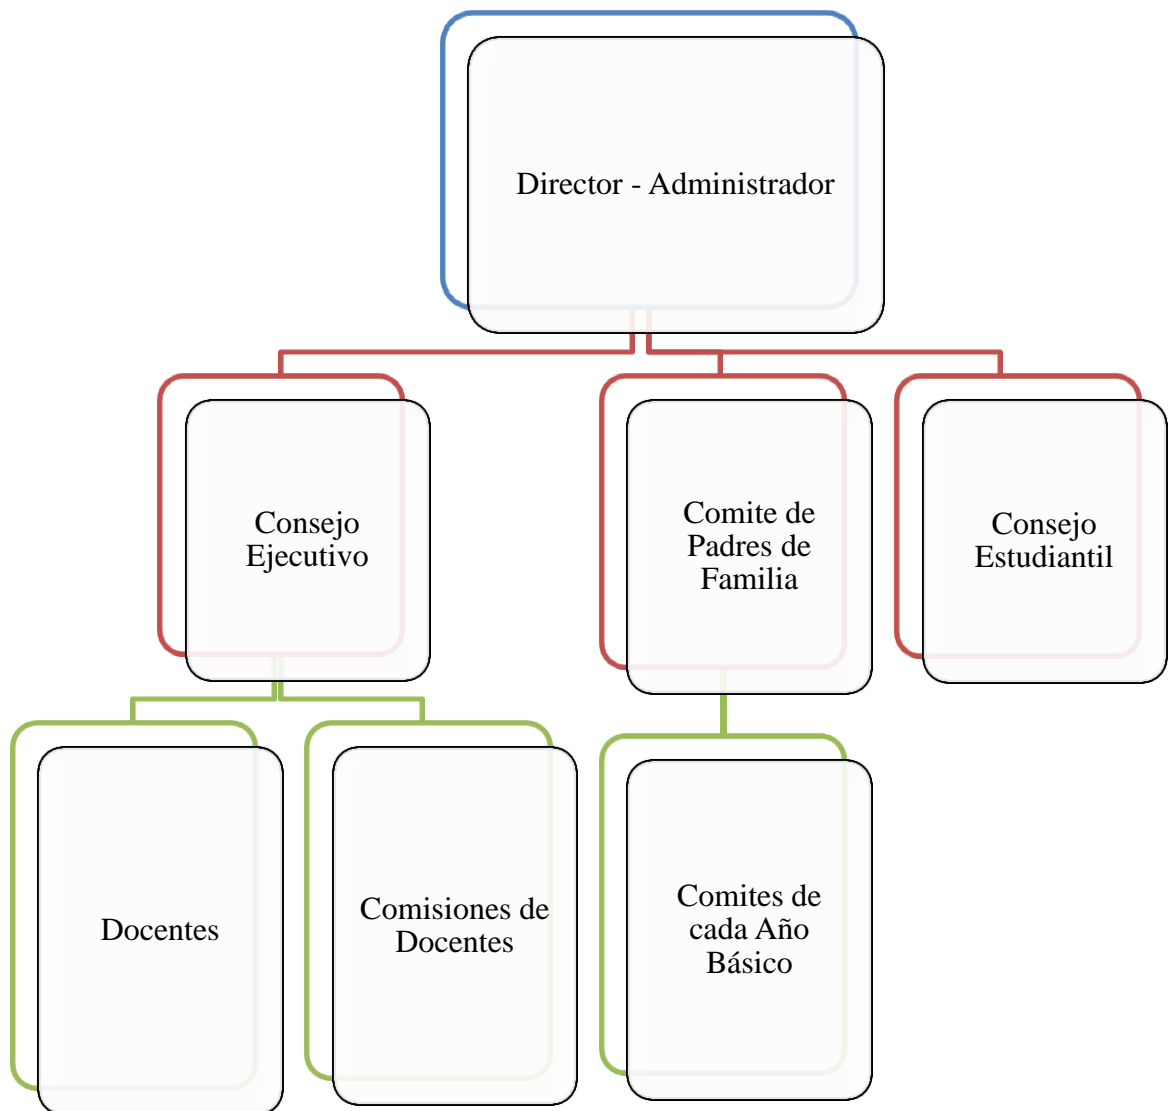 Director - Administrador
Consejo
Ejecutivo
Comite de
Padres de
Familia
Consejo
Estudiantil
Docentes
Comisiones de
Docentes
Comites de
cada Año
Básico